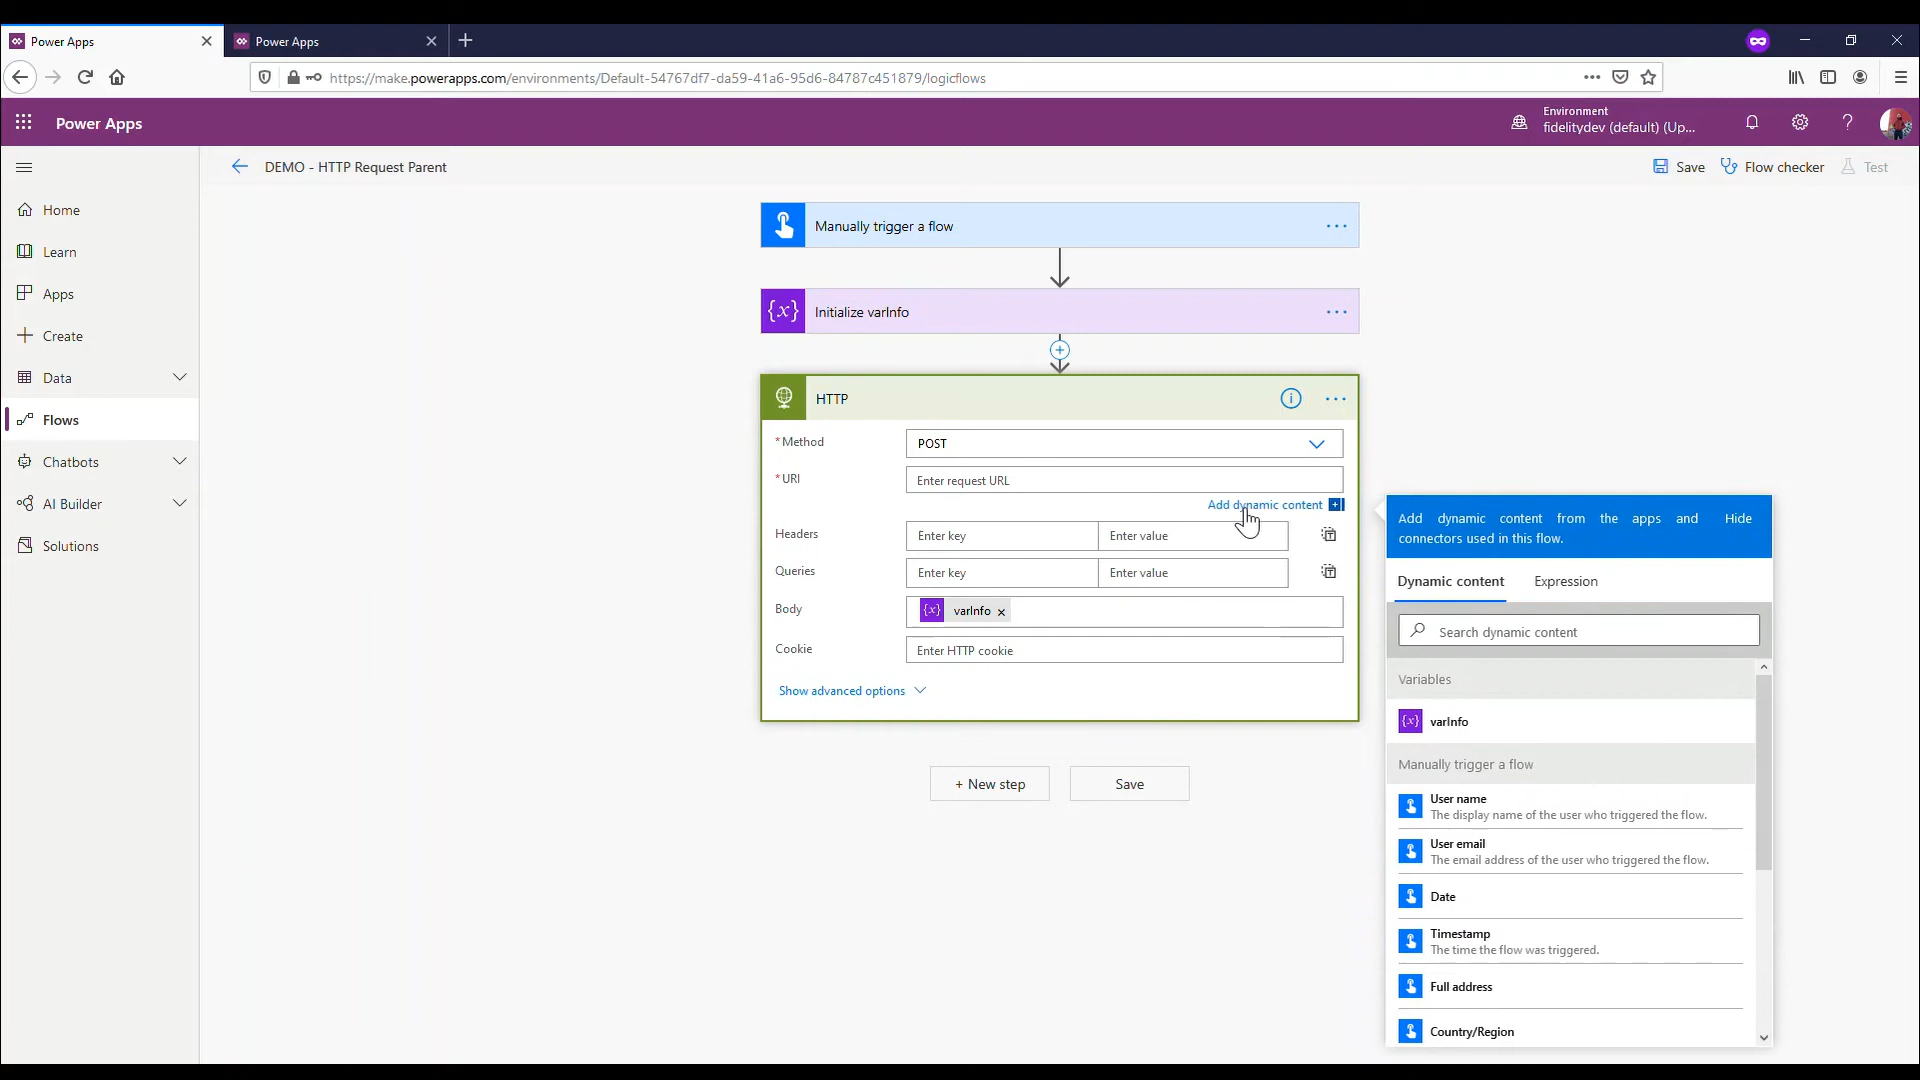 Power Apps
Power Apps
https://make.powerapps.com/environments/Default-54767df7-da59-41a6-95d6-84787c451879/logicflows
Power Apps
Environment
fidelitydev (default) (Up...
DEMO - HTTP Request Parent
Save
Flow checker
Test
Home
Learn
Apps
Create
Data
Flows
Chatbots
AI Builder
Solutions
Manually trigger a flow
{x} Initialize varInfo
HTTP
* Method
POST
* URI
Enter request URL
Add dynamic content
Headers
Enter key
Enter value
Queries
Enter key
Enter value
Body
{x} varInfo ×
Cookie
Enter HTTP cookie
Show advanced options
+ New step
Save
Add dynamic content from the apps and
connectors used in this flow.
Hide
Dynamic content
Expression
Search dynamic content
Variables
{x} varInfo
Manually trigger a flow
User name
The display name of the user who triggered the flow.
User email
The email address of the user who triggered the flow.
Date
Timestamp
The time the flow was triggered.
Full address
Country/Region